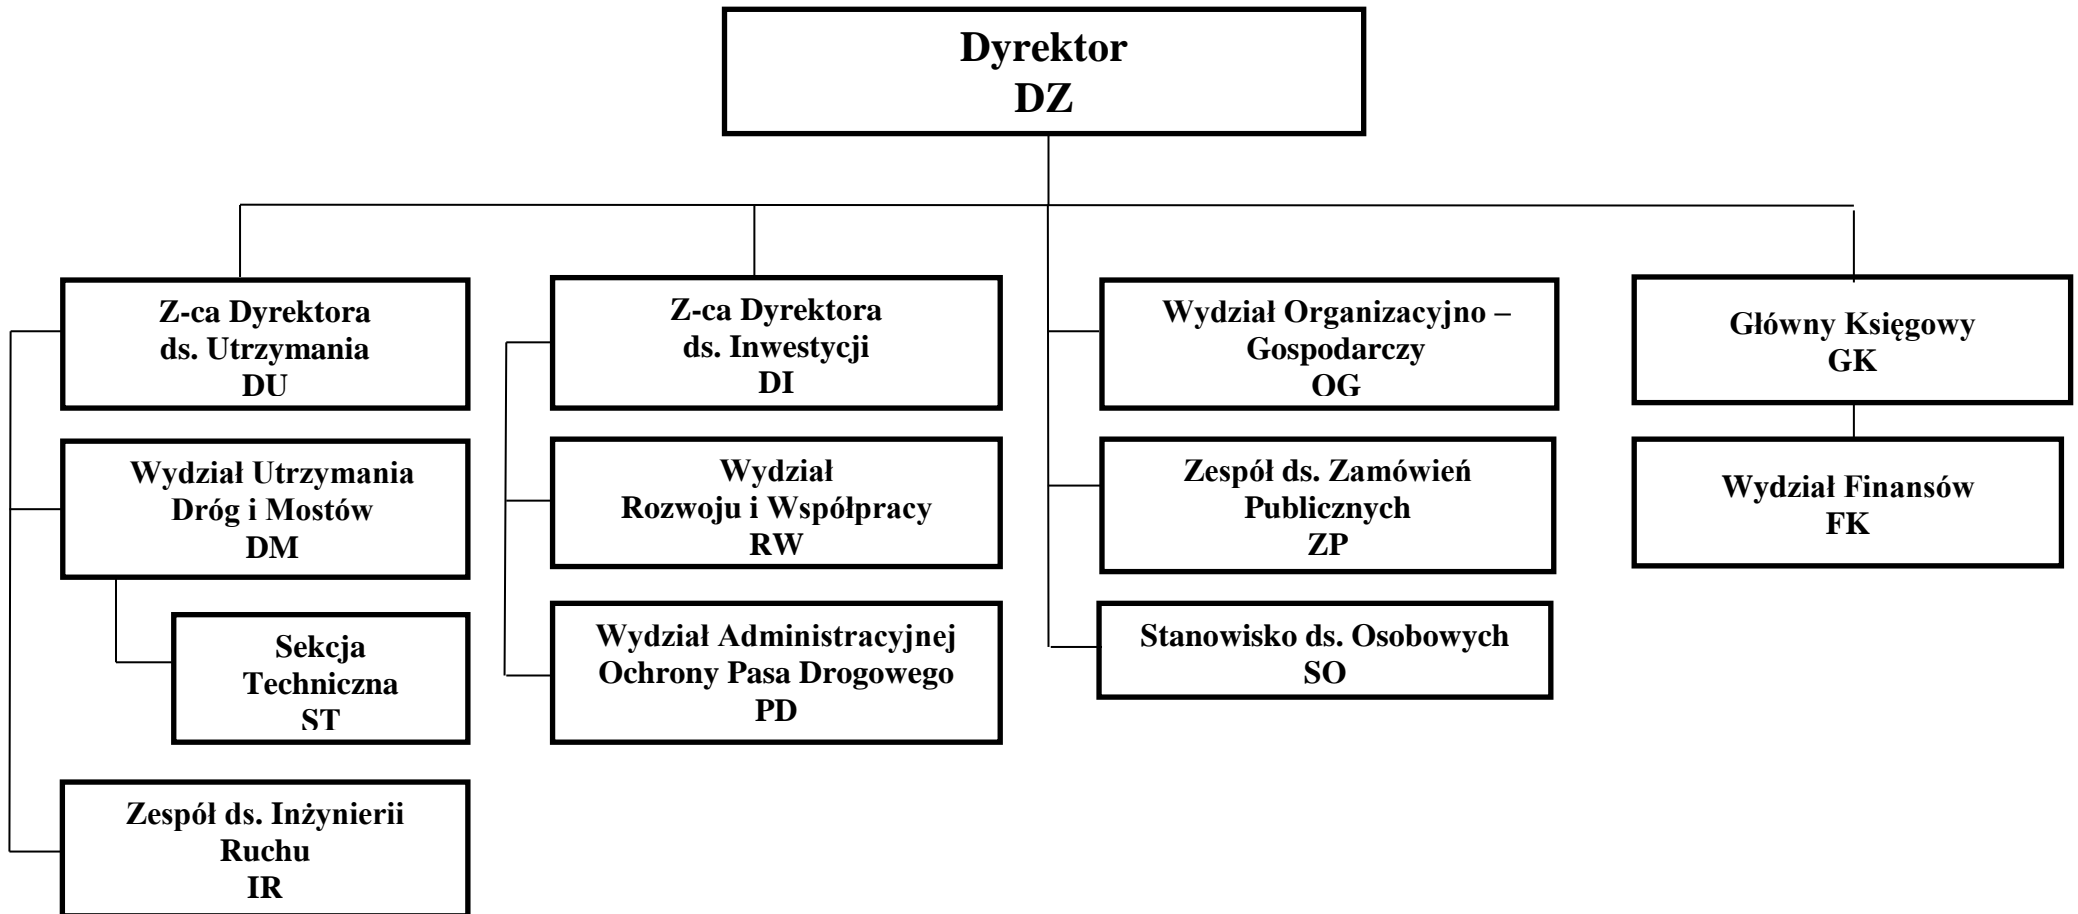 Dyrektor
DZ
Z-ca Dyrektora
ds. Utrzymania
DU
Wydział Utrzymania
Dróg i Mostów
DM
Sekcja
Techniczna
ST
Zespół ds. Inżynierii
Ruchu
IR
Z-ca Dyrektora
ds. Inwestycji
DI
Wydział
Rozwoju i Współpracy
RW
Wydział Administracyjnej
Ochrony Pasa Drogowego
PD
Wydział Organizacyjno –
Gospodarczy
OG
Zespół ds. Zamówień
Publicznych
ZP
Stanowisko ds. Osobowych
SO
Główny Księgowy
GK
Wydział Finansów
FK